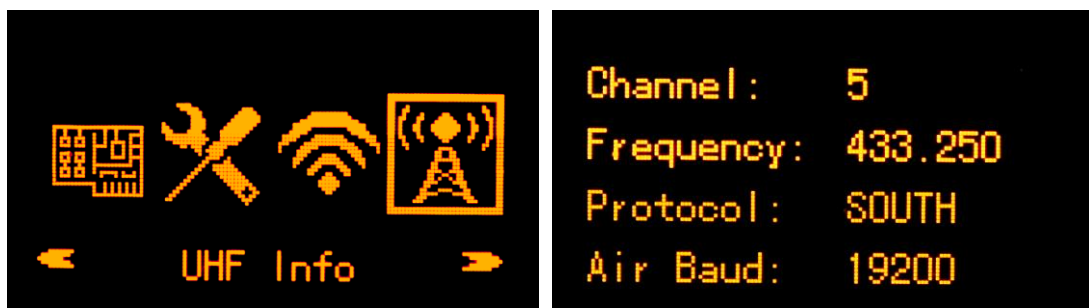 UHF Info
Channel: 5
Frequency: 433.250
Protocol: SOUTH
Air Baud: 19200